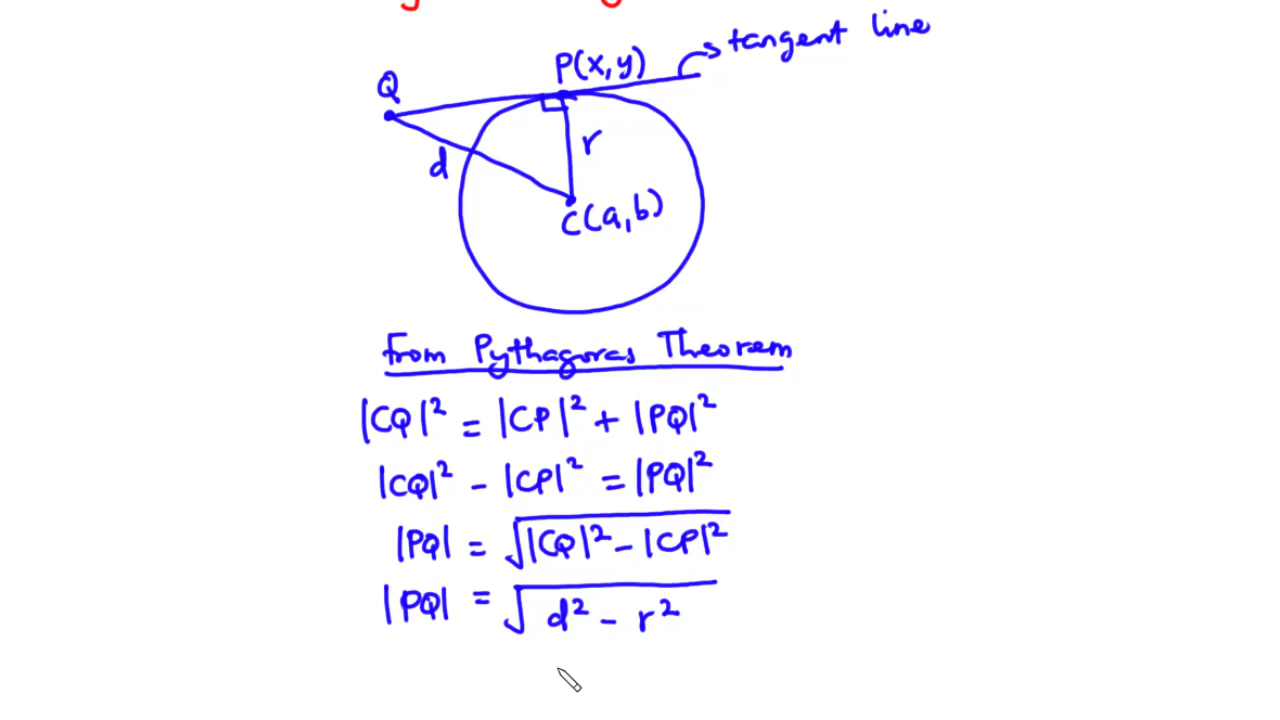 tangent line
P(x,y)
Q
r
d
C(a,b)
From Pythagoras Theorem
|CQ|² = |CP|² + |PQ|²
|CQ|² - |CP|² = |PQ|²
|PQ| = √|CQ|² - |CP|²
|PQ| = √d² - r²